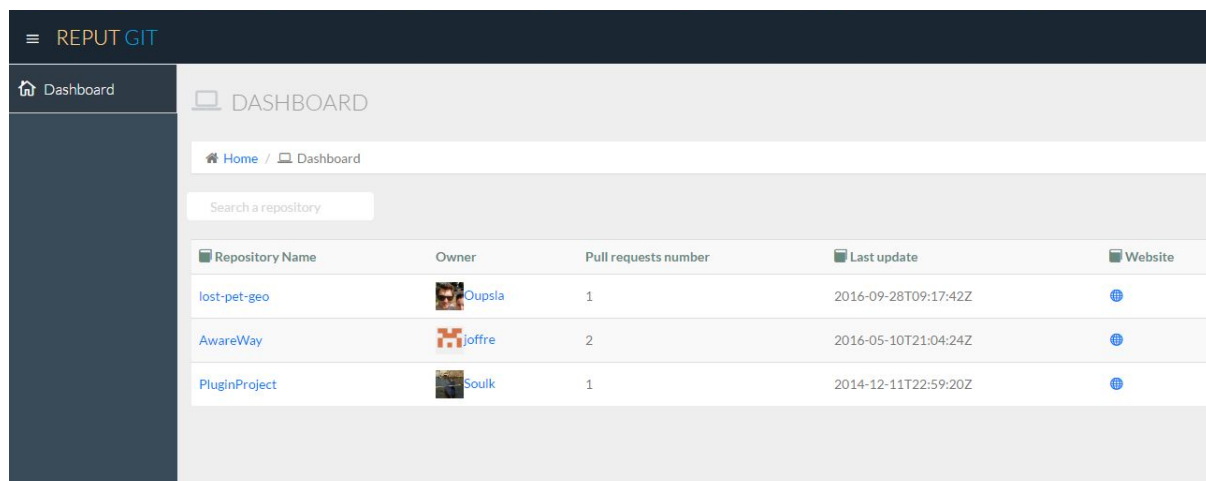 REPUT GIT
Dashboard
DASHBOARD
Home / Dashboard
Search a repository
Repository Name Owner Pull requests number Last update Website
lost-pet-geo Oupsla 1 2016-09-28T09:17:42Z
AwareWay joffre 2 2016-05-10T21:04:24Z
PluginProject Soulk 1 2014-12-11T22:59:20Z